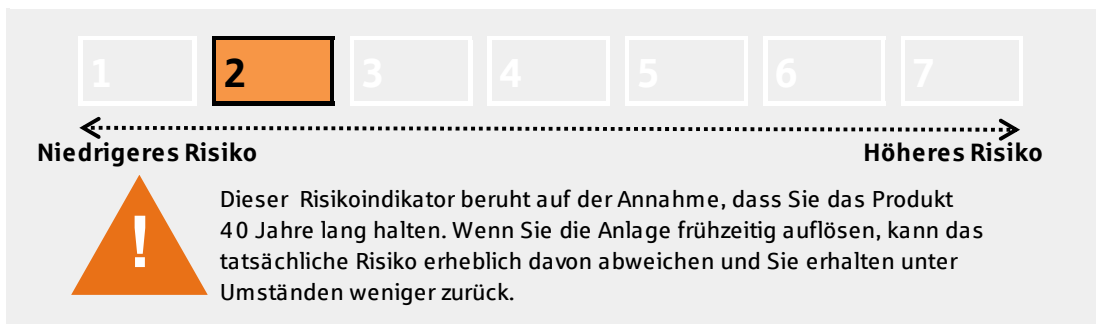 1 2 3 4 5 6 7
Niedrigeres Risiko Höheres Risiko
!
Dieser Risikoindikator beruht auf der Annahme, dass Sie das Produkt
40 Jahre lang halten. Wenn Sie die Anlage frühzeitig auflösen, kann das
tatsächliche Risiko erheblich davon abweichen und Sie erhalten unter
Umständen weniger zurück.